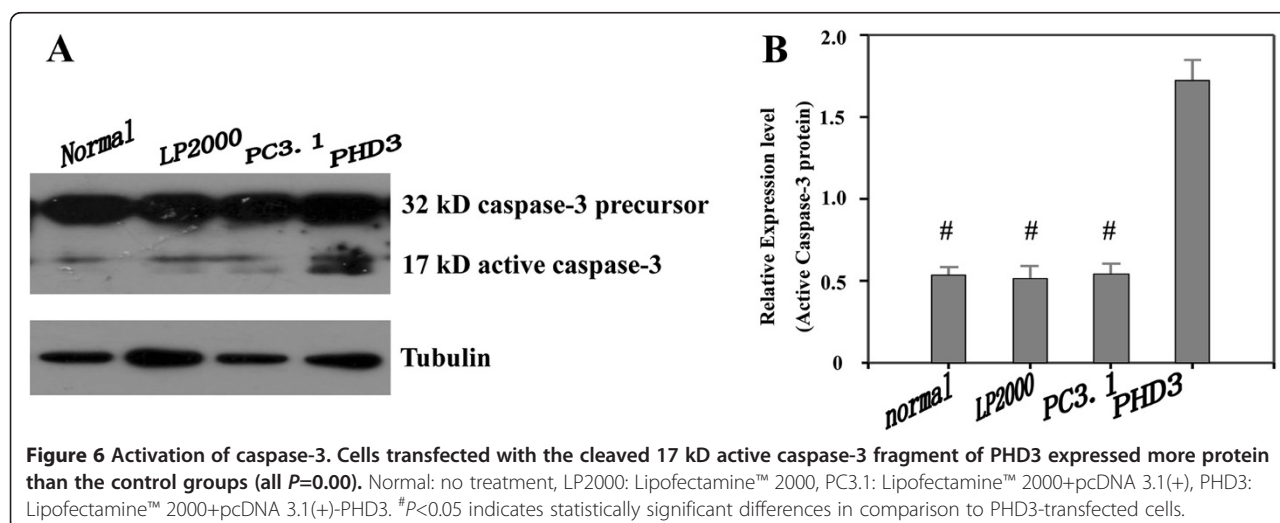 A
Normal LP2000 PC3.1 PHD3
32 kD caspase-3 precursor
17 kD active caspase-3
Tubulin
B
Relative Expression level
(Active Caspase-3 protein)
2.0
1.5
1.0
0.5
0
# # #
normal LP2000 PC3.1 PHD3
Figure 6 Activation of caspase-3. Cells transfected with the cleaved 17 kD active caspase-3 fragment of PHD3 expressed more protein
than the control groups (all P=0.00). Normal: no treatment, LP2000: Lipofectamine™ 2000, PC3.1: Lipofectamine™ 2000+pcDNA 3.1(+), PHD3:
Lipofectamine™ 2000+pcDNA 3.1(+)-PHD3. #P<0.05 indicates statistically significant differences in comparison to PHD3-transfected cells.